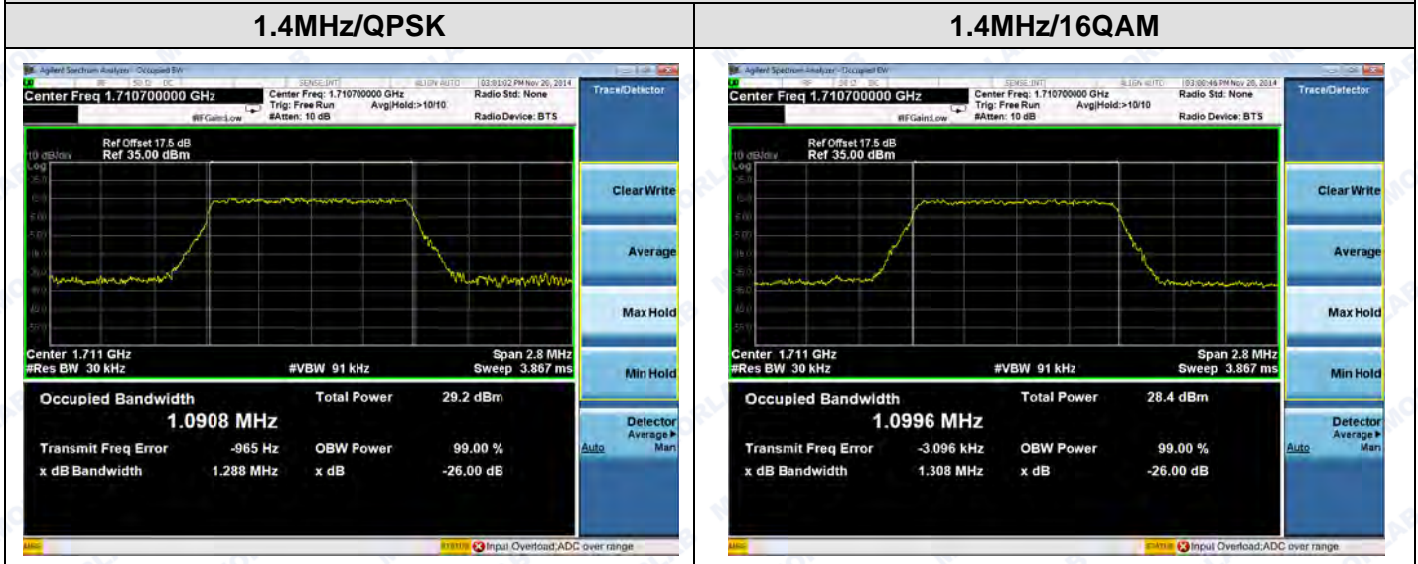 1.4MHz/QPSK
1.4MHz/16QAM
Agilent Spectrum Analyzer - Occupied BW
SENSE:INT
ALIGN AUTO
03:01:02 PM Nov 20, 2014
Center Freq 1.710700000 GHz
Center Freq: 1.710700000 GHz
Radio Std: None
Trig: Free Run
Avg|Hold:>10/10
#IFGain:Low
#Atten: 10 dB
Radio Device: BTS
Trace/Detector
Ref Offset 17.5 dB
10 dB/div
Ref 35.00 dBm
Log
Clear Write
Average
Max Hold
Min Hold
Center 1.711 GHz
Span 2.8 MHz
#Res BW 30 kHz
#VBW 91 kHz
Sweep 3.867 ms
Occupied Bandwidth
Total Power
29.2 dBm
1.0908 MHz
Transmit Freq Error
-965 Hz
OBW Power
99.00 %
x dB Bandwidth
1.288 MHz
x dB
-26.00 dB
Detector
Average
Auto
Man
MSG
STATUS
Input Overload;ADC over range
Agilent Spectrum Analyzer - Occupied BW
SENSE:INT
ALIGN AUTO
03:00:46 PM Nov 20, 2014
Center Freq 1.710700000 GHz
Center Freq: 1.710700000 GHz
Radio Std: None
Trig: Free Run
Avg|Hold:>10/10
#IFGain:Low
#Atten: 10 dB
Radio Device: BTS
Trace/Detector
Ref Offset 17.5 dB
10 dB/div
Ref 35.00 dBm
Log
Clear Write
Average
Max Hold
Min Hold
Center 1.711 GHz
Span 2.8 MHz
#Res BW 30 kHz
#VBW 91 kHz
Sweep 3.867 ms
Occupied Bandwidth
Total Power
28.4 dBm
1.0996 MHz
Transmit Freq Error
-3.096 kHz
OBW Power
99.00 %
x dB Bandwidth
1.308 MHz
x dB
-26.00 dB
Detector
Average
Auto
Man
MSG
STATUS
Input Overload;ADC over range